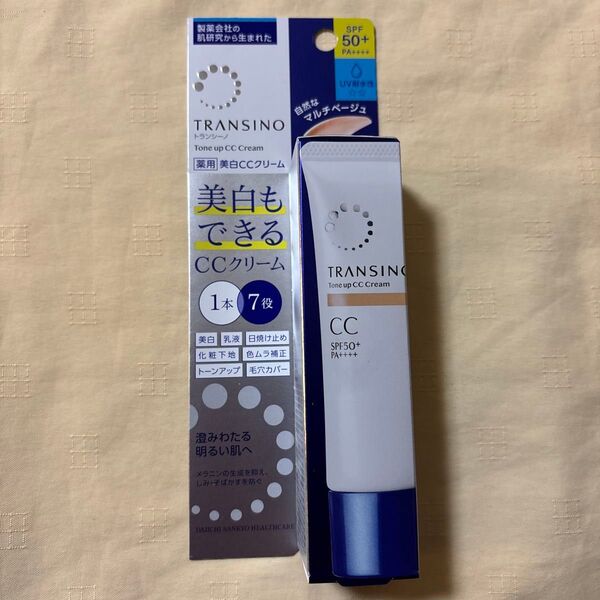 製薬会社の
肌研究から生まれた
TRANSINO
トランシーノ
Tone up CC Cream
薬用 美白CCクリーム
SPF
50+
PA++++
UV耐水性
☆☆
自然な
マルチベージュ
美白も
できる
CCクリーム
1本 7役
美白 乳液 日焼け止め
化粧下地 色ムラ補正
トーンアップ 毛穴カバー
澄みわたる
明るい肌へ
メラニンの生成を抑え、
しみ・そばかすを防ぐ
DAIICHI SANKYO HEALTHCARE
TRANSINO
Tone up CC Cream
CC
SPF50+
PA++++